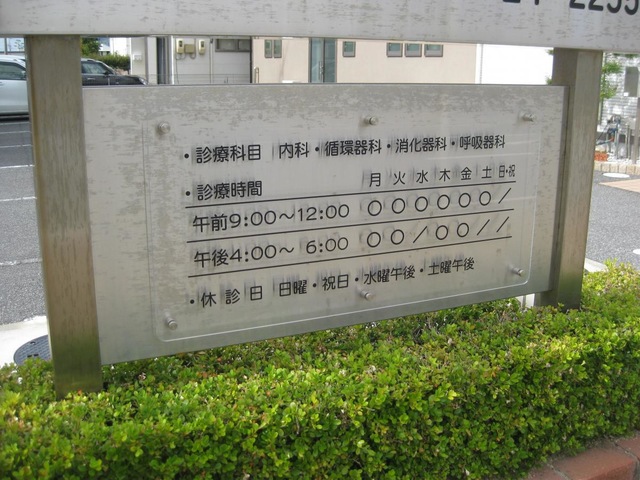 ・診療科目 内科・循環器科・消化器科・呼吸器科
・診療時間 月 火 水 木 金 土 日・祝
午前9:00～12:00 ○ ○ ○ ○ ○ ○ ／
午後4:00～ 6:00 ○ ○ ／ ○ ○ ／ ／
・休 診 日 日曜・祝日・水曜午後・土曜午後